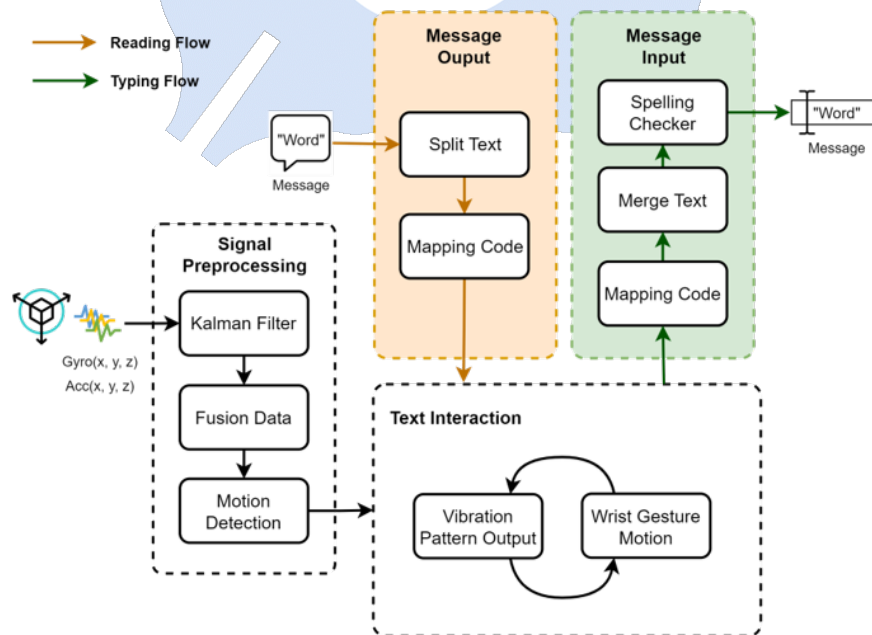 Reading Flow
Typing Flow
Message
Ouput
Message
Input
"Word"
Message
Split Text
Mapping Code
Spelling
Checker
Merge Text
Mapping Code
"Word"
Message
Signal
Preprocessing
Kalman Filter
Fusion Data
Motion
Detection
Gyro(x, y, z)
Acc(x, y, z)
Text Interaction
Vibration
Pattern Output
Wrist Gesture
Motion